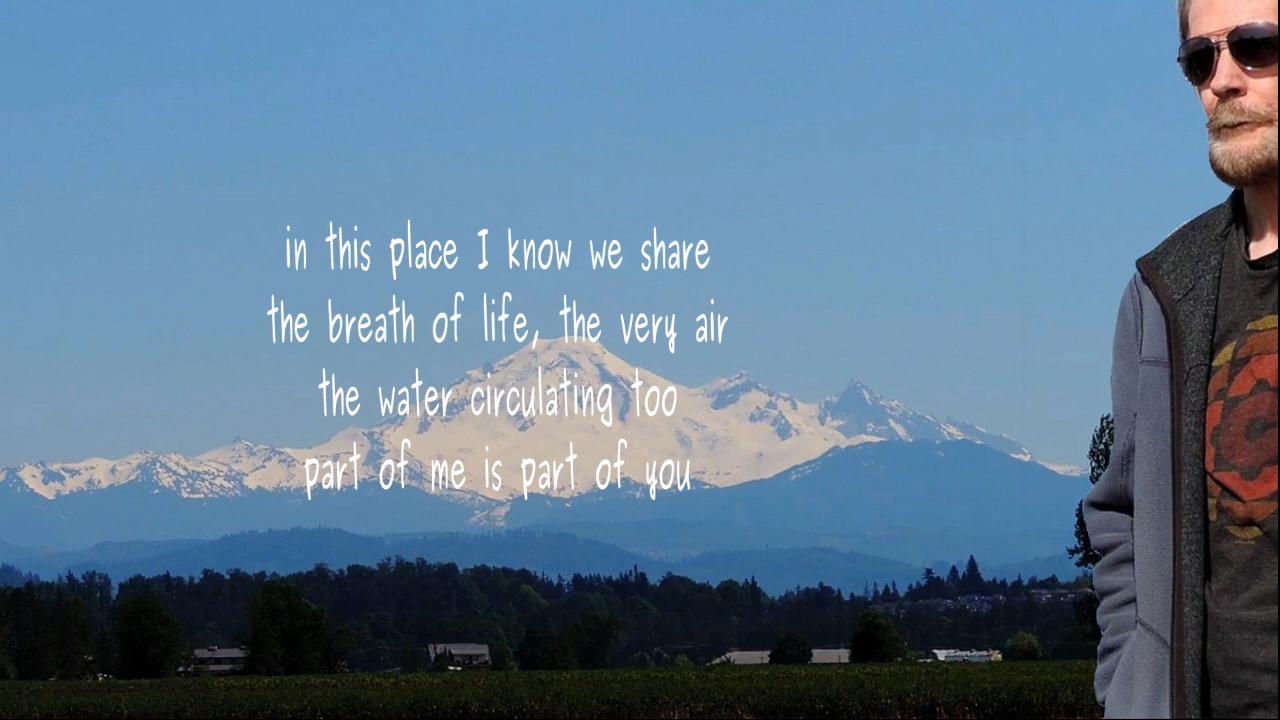 in this place I know we share
the breath of life, the very air
the water circulating too
part of me is part of you